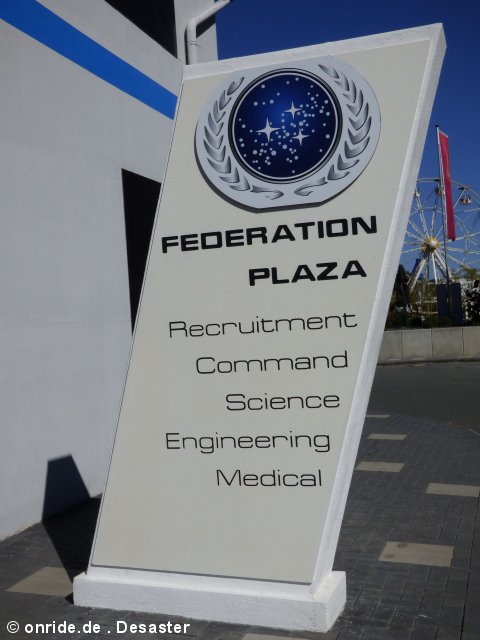 FEDERATION
PLAZA
Recruitment
Command
Science
Engineering
Medical
© onride.de . Desaster